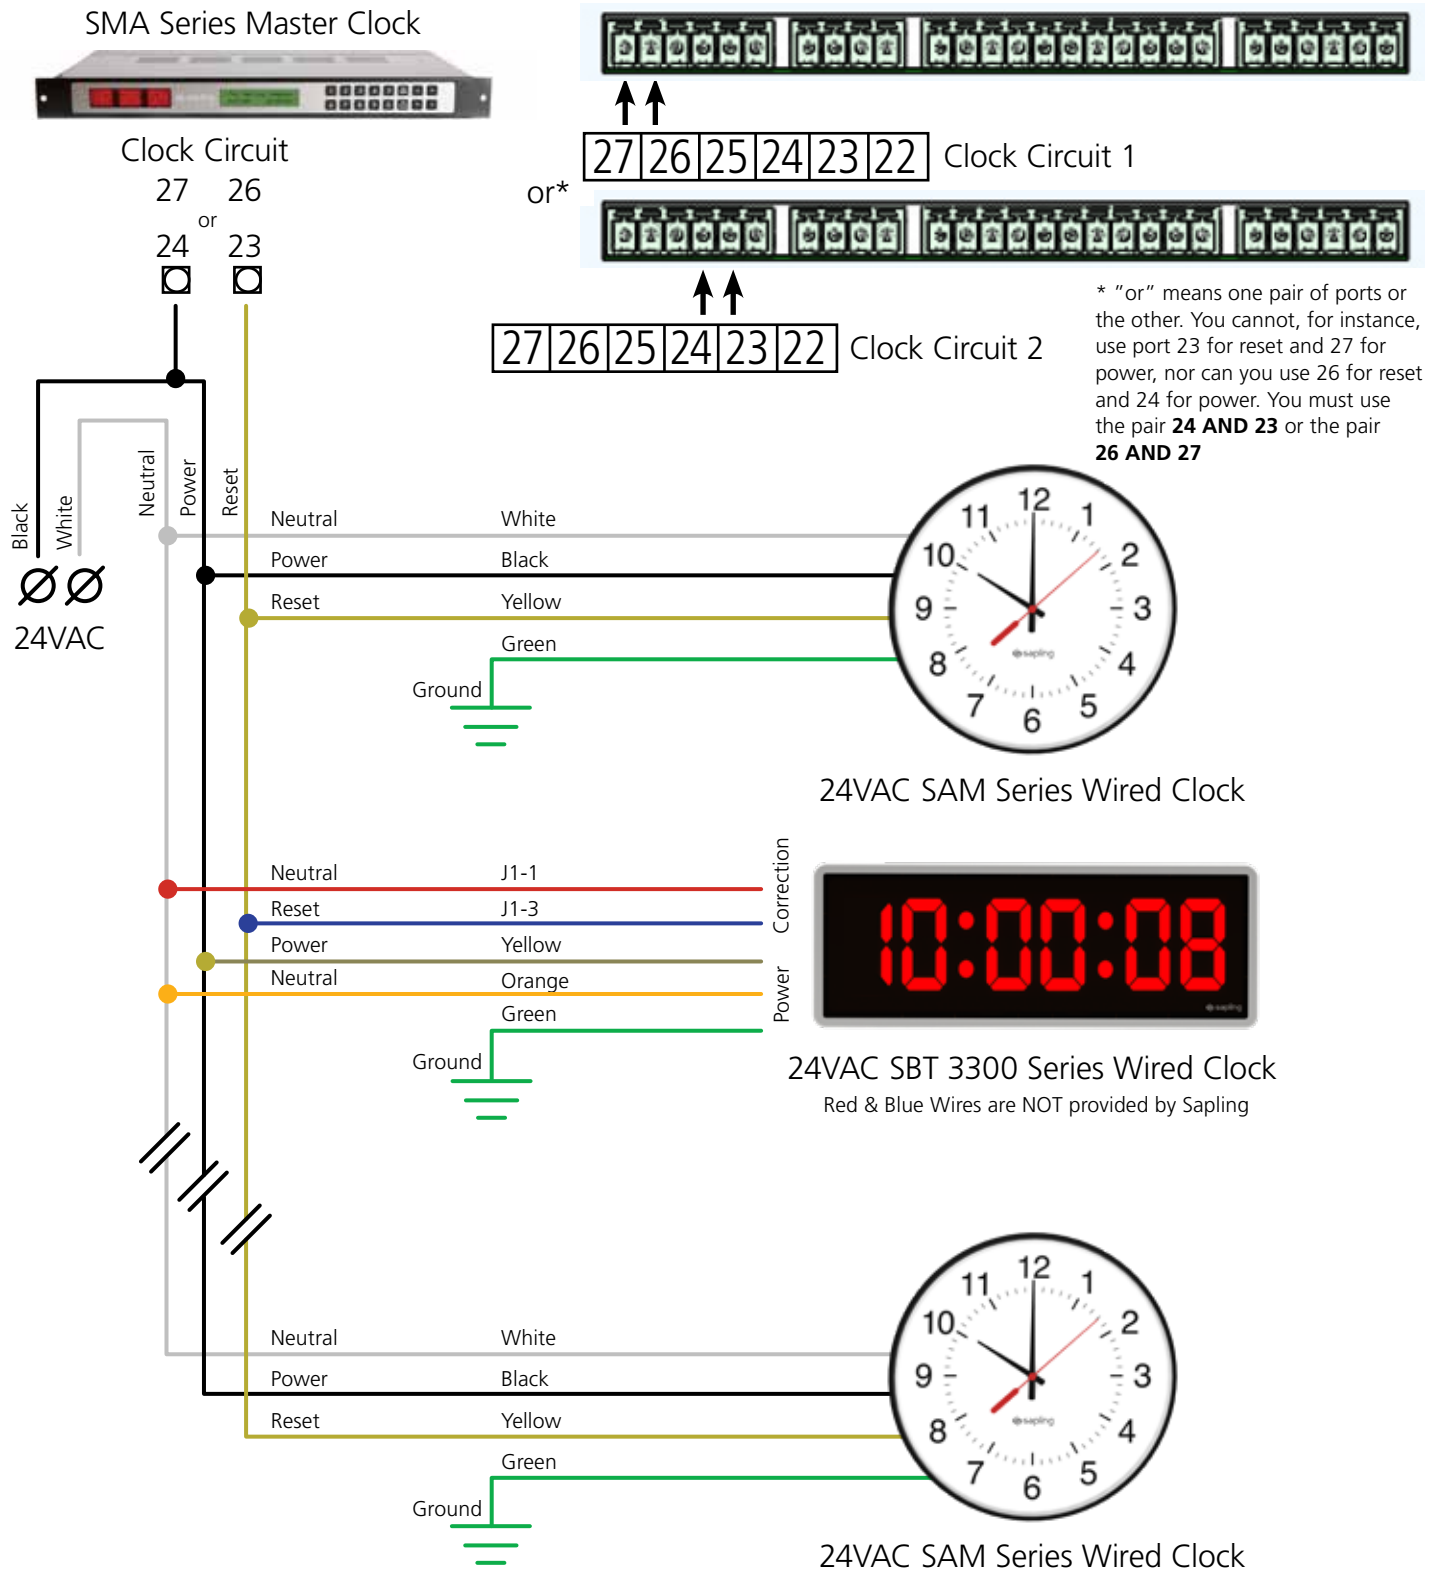 SMA Series Master Clock
Clock Circuit
27 26
or
24 23
27 26 25 24 23 22 Clock Circuit 1
or*
27 26 25 24 23 22 Clock Circuit 2
* "or" means one pair of ports or
the other. You cannot, for instance,
use port 23 for reset and 27 for
power, nor can you use 26 for reset
and 24 for power. You must use
the pair 24 AND 23 or the pair
26 AND 27
Black
White
Neutral
Power
Reset
24VAC
Neutral White
Power Black
Reset Yellow
Green
Ground
12
1
2
3
4
5
6
7
8
9
10
11
sapling
24VAC SAM Series Wired Clock
Neutral J1-1
Reset J1-3
Power Yellow
Neutral Orange
Green
Ground
Correction
Power
10:00:08
sapling
24VAC SBT 3300 Series Wired Clock
Red & Blue Wires are NOT provided by Sapling
Neutral White
Power Black
Reset Yellow
Green
Ground
12
1
2
3
4
5
6
7
8
9
10
11
sapling
24VAC SAM Series Wired Clock